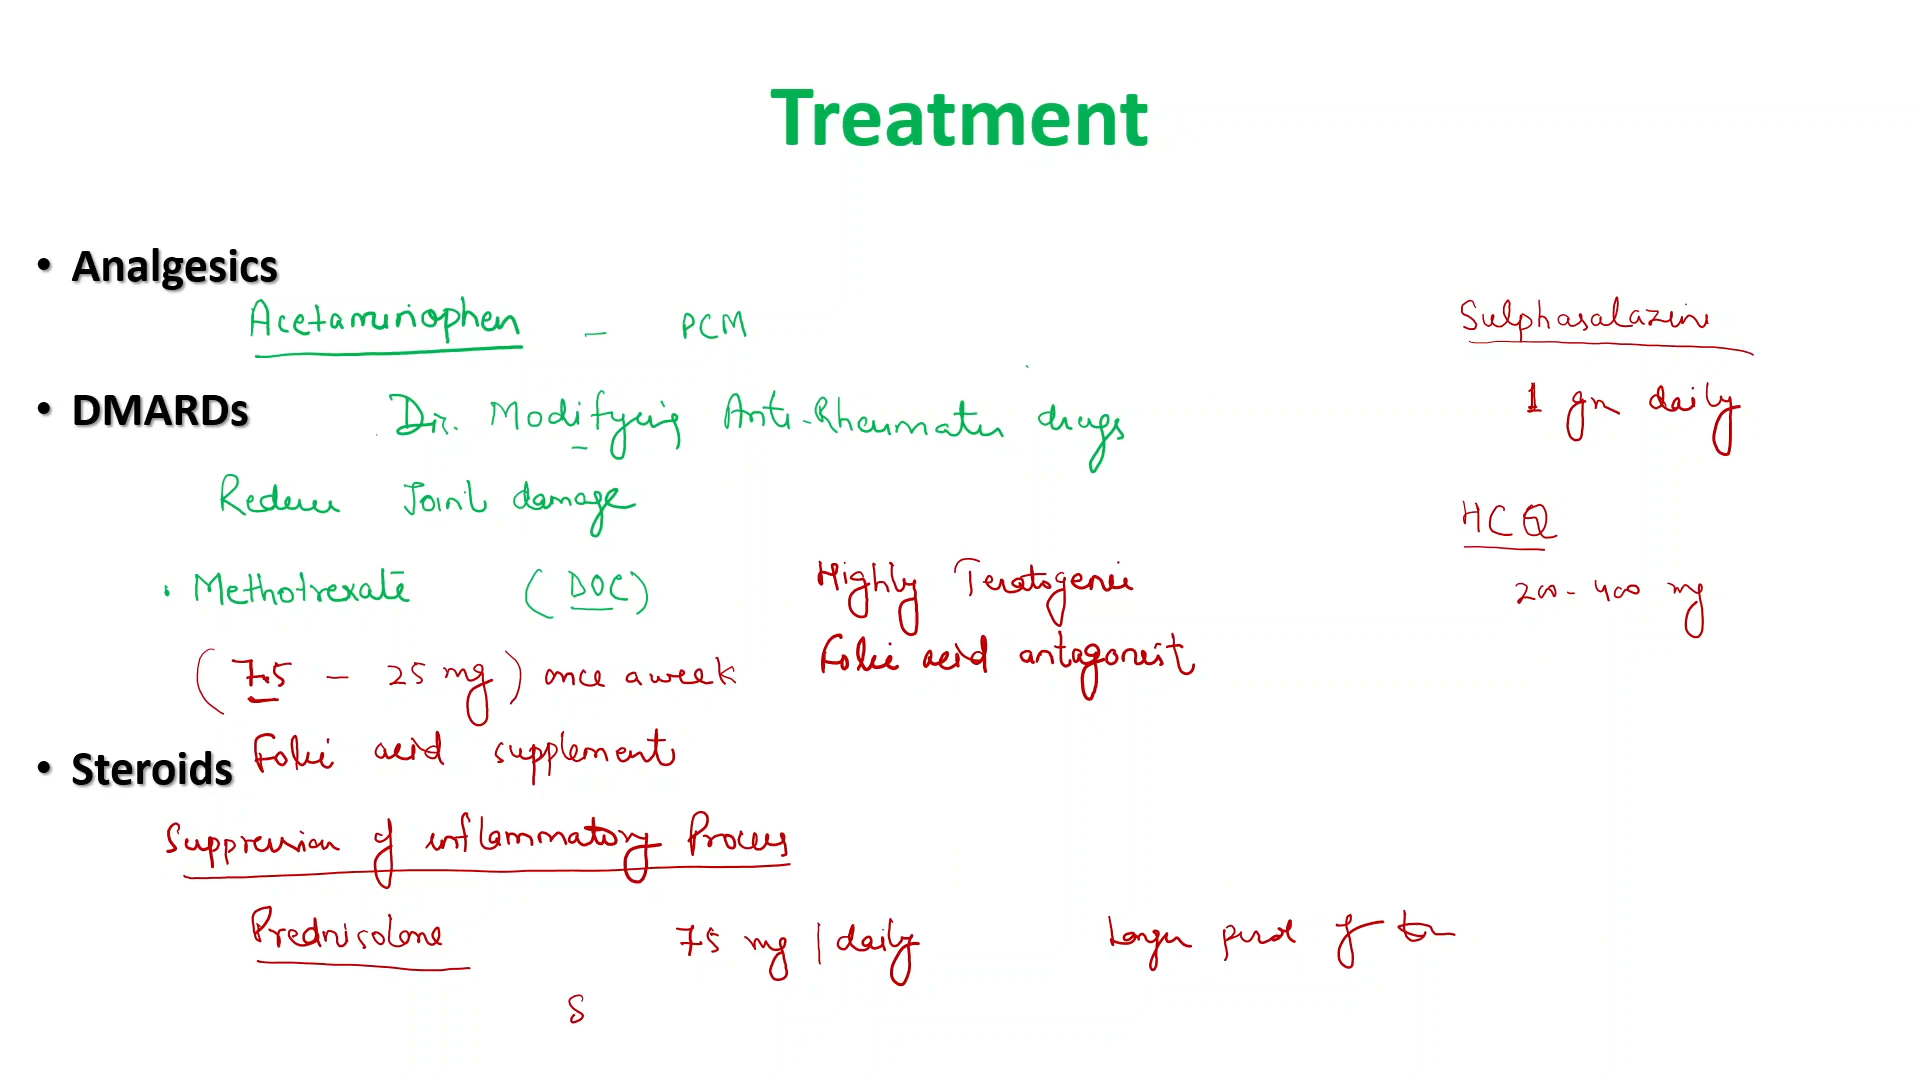 Treatment
• Analgesics
Acetaminophen – PCM
• DMARDs Dis. Modifying Anti-Rheumatic drugs
Reduce Joint damage
• Methotrexate (DOC)
(7.5 – 25 mg) once a week
Folic acid supplement
Highly Teratogenic
Folic acid antagonist
• Steroids
Suppression of inflammatory Process
Prednisolone 7.5 mg / daily Longer period of
S
Sulphasalazine
1 gm daily
HCQ
200 - 400 mg